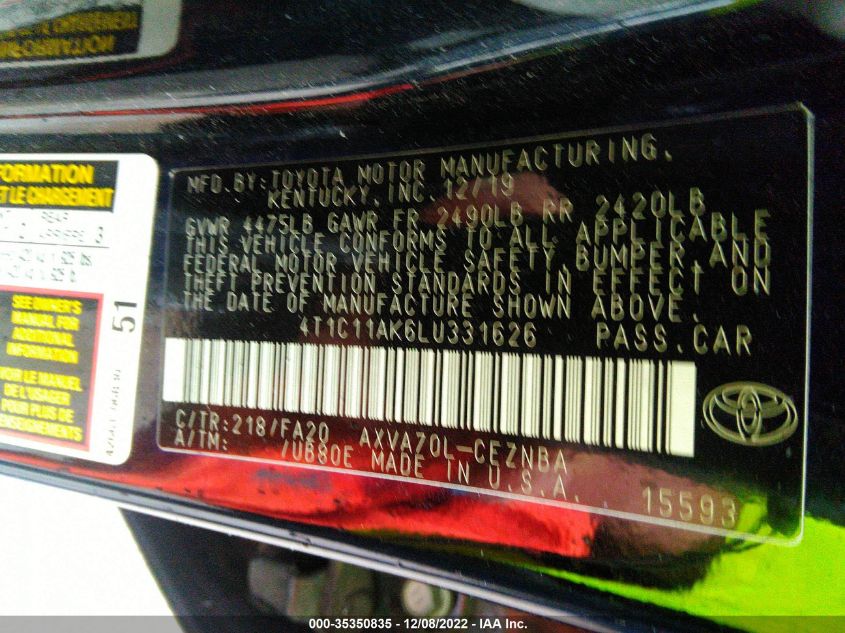 MFD.BY:TOYOTA MOTOR MANUFACTURING,
KENTUCKY,INC. 12/19
GVWR 4475LB GAWR FR 2490LB RR 2420LB
THIS VEHICLE CONFORMS TO ALL APPLICABLE
FEDERAL MOTOR VEHICLE SAFETY,BUMPER,AND
THEFT PREVENTION STANDARDS IN EFFECT ON
THE DATE OF MANUFACTURE SHOWN ABOVE.
4T1C11AK6LU331626 PASS.CAR
C/TR:218/FA20 AXVA70L-CEZNBA
A/TM: /UB80E MADE IN U.S.A. 15593
FORMATION
ET LE CHARGEMENT
REAR
3
SEE OWNER'S
MANUAL FOR
ADDITIONAL
INFORMATION
VOIR LE MANUEL
DE L'USAGER
POUR PLUS DE
RENSEIGNEMENTS
51
000-35350835 - 12/08/2022 - IAA Inc.